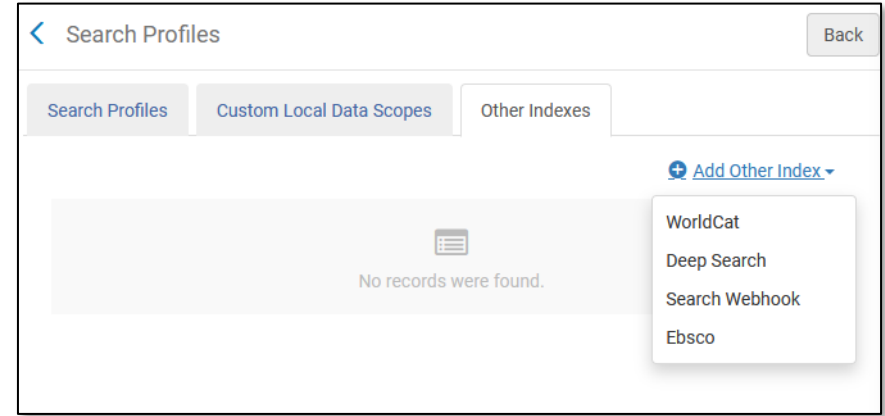 Search Profiles
Back
Search Profiles
Custom Local Data Scopes
Other Indexes
Add Other Index
WorldCat
Deep Search
Search Webhook
Ebsco
No records were found.